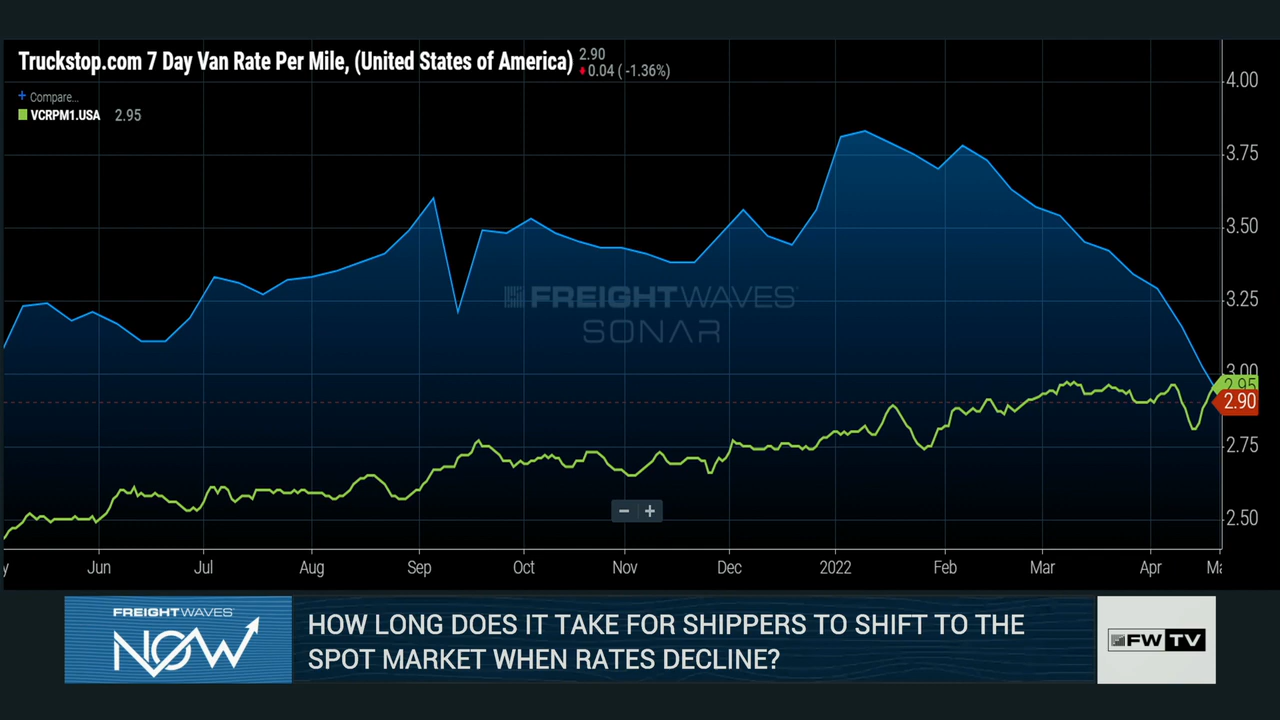 Truckstop.com 7 Day Van Rate Per Mile, (United States of America)
2.90
0.04 ( -1.36%)
+ Compare...
VCRPM1.USA 2.95
4.00
3.75
3.50
3.25
3.00
2.95
2.90
2.75
2.50
FREIGHTWAVES
SONAR
− +
y Jun Jul Aug Sep Oct Nov Dec 2022 Feb Mar Apr Ma
FREIGHTWAVES
NOW
HOW LONG DOES IT TAKE FOR SHIPPERS TO SHIFT TO THE
SPOT MARKET WHEN RATES DECLINE?
FWTV